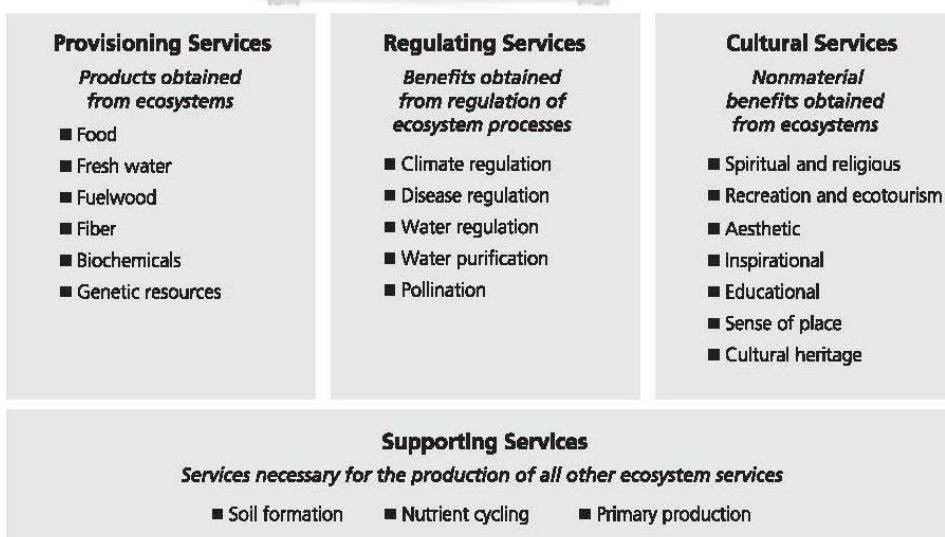 Provisioning Services
Products obtained
from ecosystems
■ Food
■ Fresh water
■ Fuelwood
■ Fiber
■ Biochemicals
■ Genetic resources
Regulating Services
Benefits obtained
from regulation of
ecosystem processes
■ Climate regulation
■ Disease regulation
■ Water regulation
■ Water purification
■ Pollination
Cultural Services
Nonmaterial
benefits obtained
from ecosystems
■ Spiritual and religious
■ Recreation and ecotourism
■ Aesthetic
■ Inspirational
■ Educational
■ Sense of place
■ Cultural heritage
Supporting Services
Services necessary for the production of all other ecosystem services
■ Soil formation ■ Nutrient cycling ■ Primary production